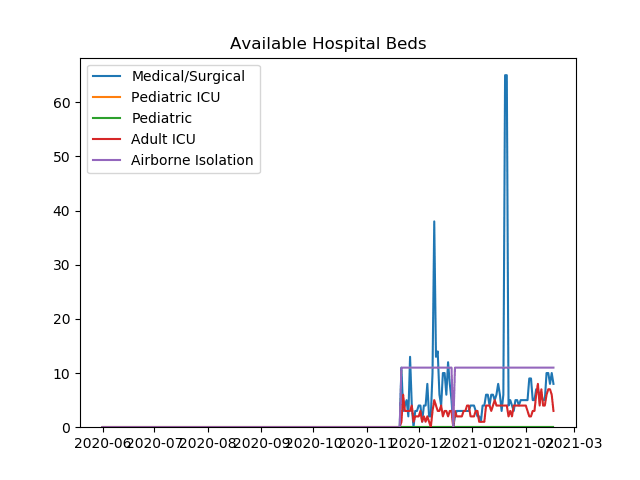 Available Hospital Beds
Medical/Surgical
Pediatric ICU
Pediatric
Adult ICU
Airborne Isolation
60
50
40
30
20
10
0
2020-06 2020-07 2020-08 2020-09 2020-10 2020-11 2020-12 2021-01 2021-02 2021-03